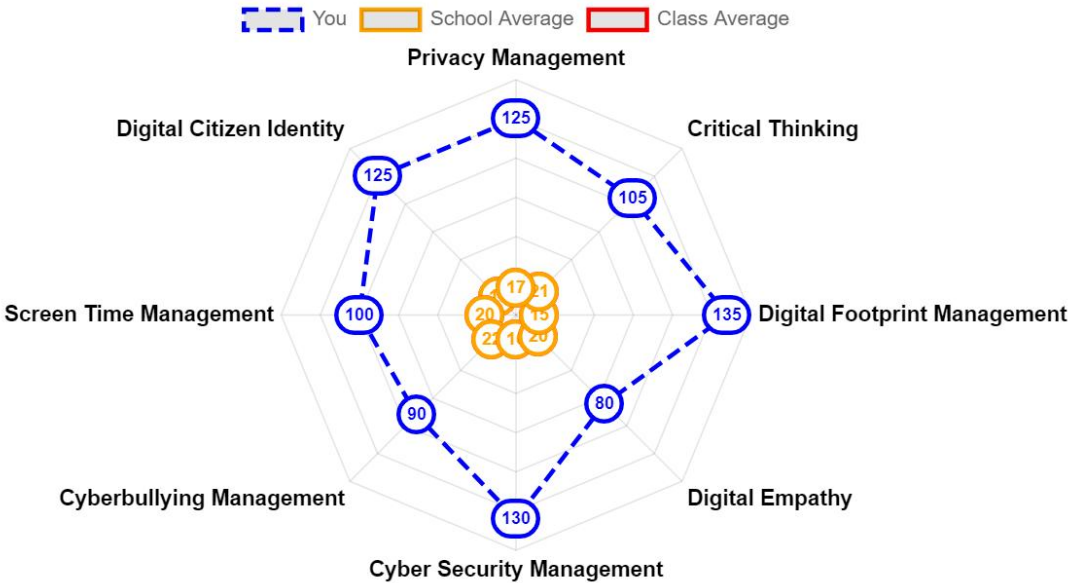 You School Average Class Average
Privacy Management
Digital Citizen Identity
Critical Thinking
125
125
105
17
21
Screen Time Management
100
20
15
135
Digital Footprint Management
22
20
90
80
Cyberbullying Management
Digital Empathy
130
Cyber Security Management